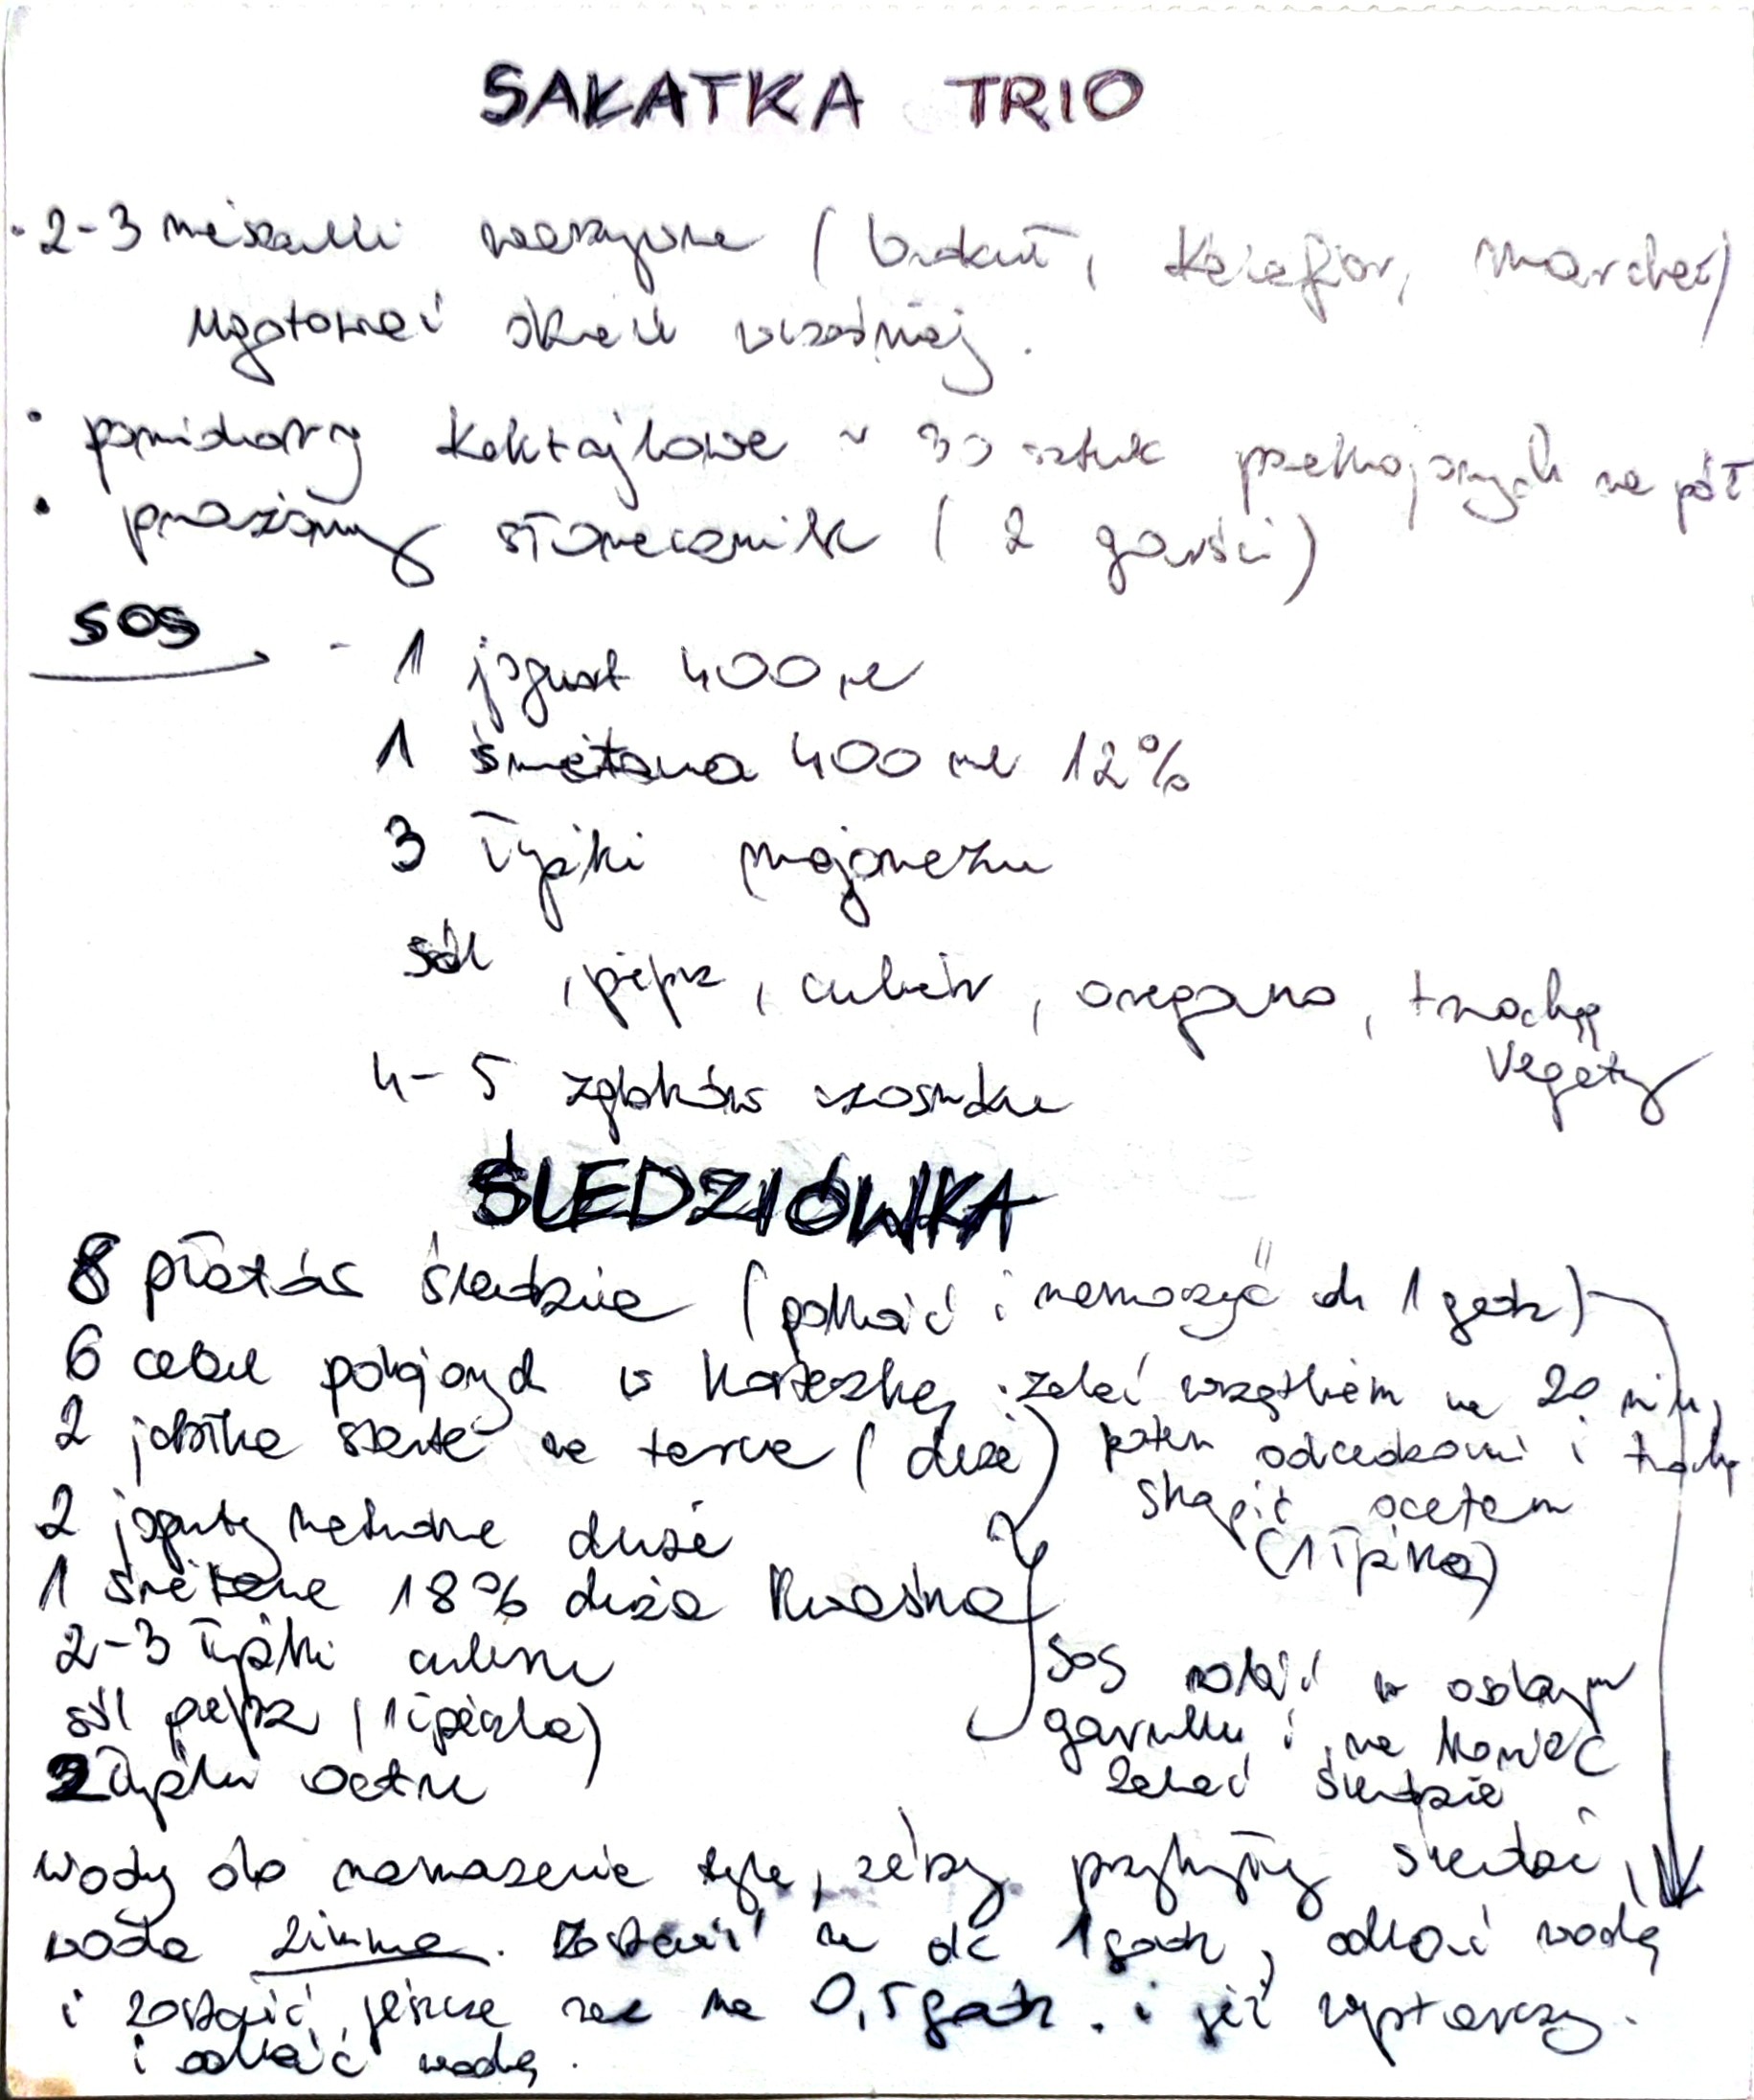 SAŁATKA TRIO
· 2-3 mieszanki warzywne (brokuł, kalafior, marchew)
ugotować wcześniej.
· pomidory koktajlowe ~ 30 sztuk przekrojonych na pół
· prażony słonecznik (2 garści)
SOS - 1 jogurt 400 ml
1 śmietana 400 ml 12%
3 łyżki majonezu
sól, pieprz, cukier, oregano, trochę
Vegety
4-5 ząbków czosnku
ŚLEDZIÓWKA
8 płatów śledzia (pokroić i namoczyć do 1 godz)
6 cebul pokrojonych w kosteczkę, zalać wrzątkiem na 20 min,
2 jabłka starte na tarce (duże) potem odcedzamy i trochę
skropić octem
(1 łyżka)
2 jogurty naturalne duże
1 śmietana 18% duża kwaśna
2-3 łyżki cukru
sól pieprz (1 łyżeczka)
2 łyżki octu
sos robić w osobnym
garnku i na koniec
zalać śledzie
wody do namaczania tyle, żeby przykryły śledzi,
woda zimna. Zostawić na ok 1 godz, odlać wodę
i zostawić jeszcze raz na 0,5 godz. i już wystarczy.
i odlać wodę.